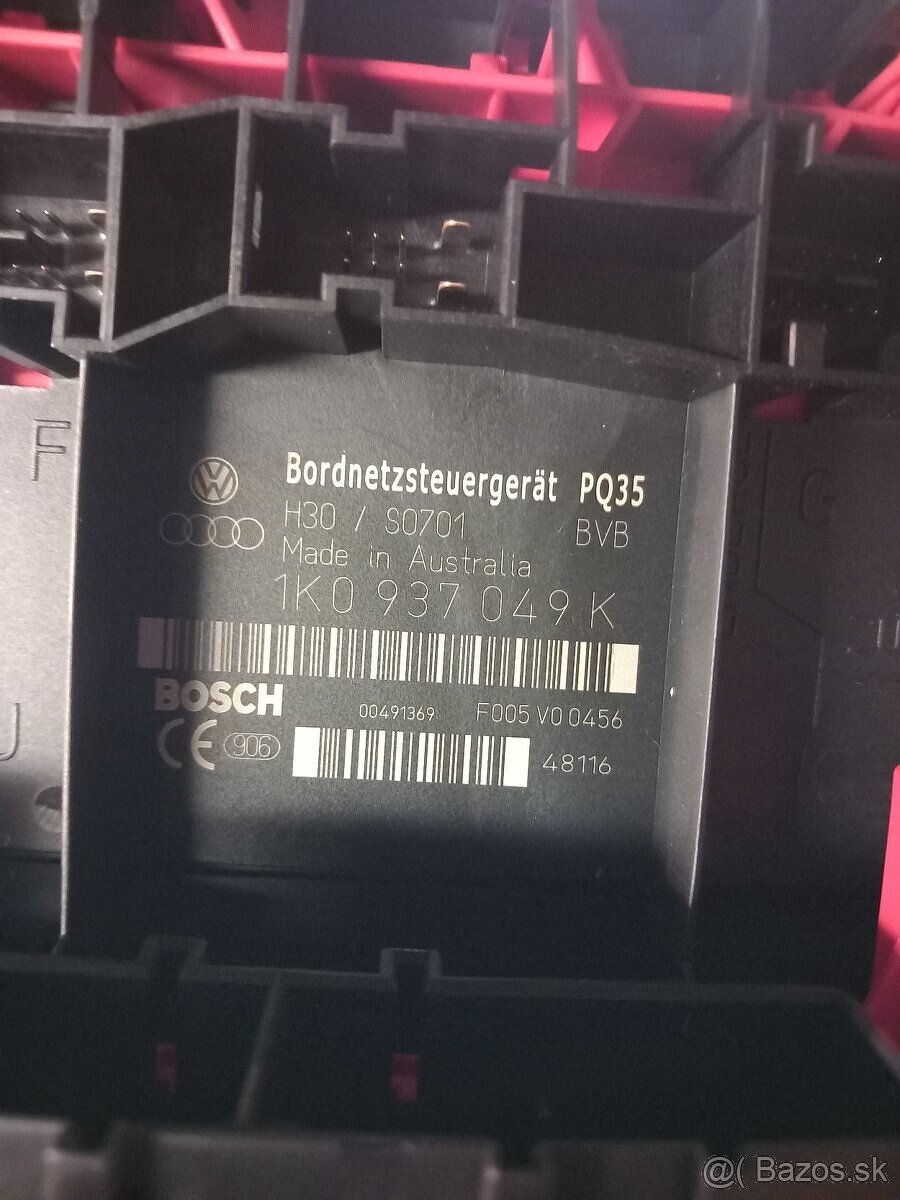 F
Bordnetzsteuergerät PQ35
H30 / S0701 BVB
Made in Australia
1K0 937 049 K
BOSCH
00491369 F005 V0 0456
CE 906
48116
G
J
@( Bazos.sk